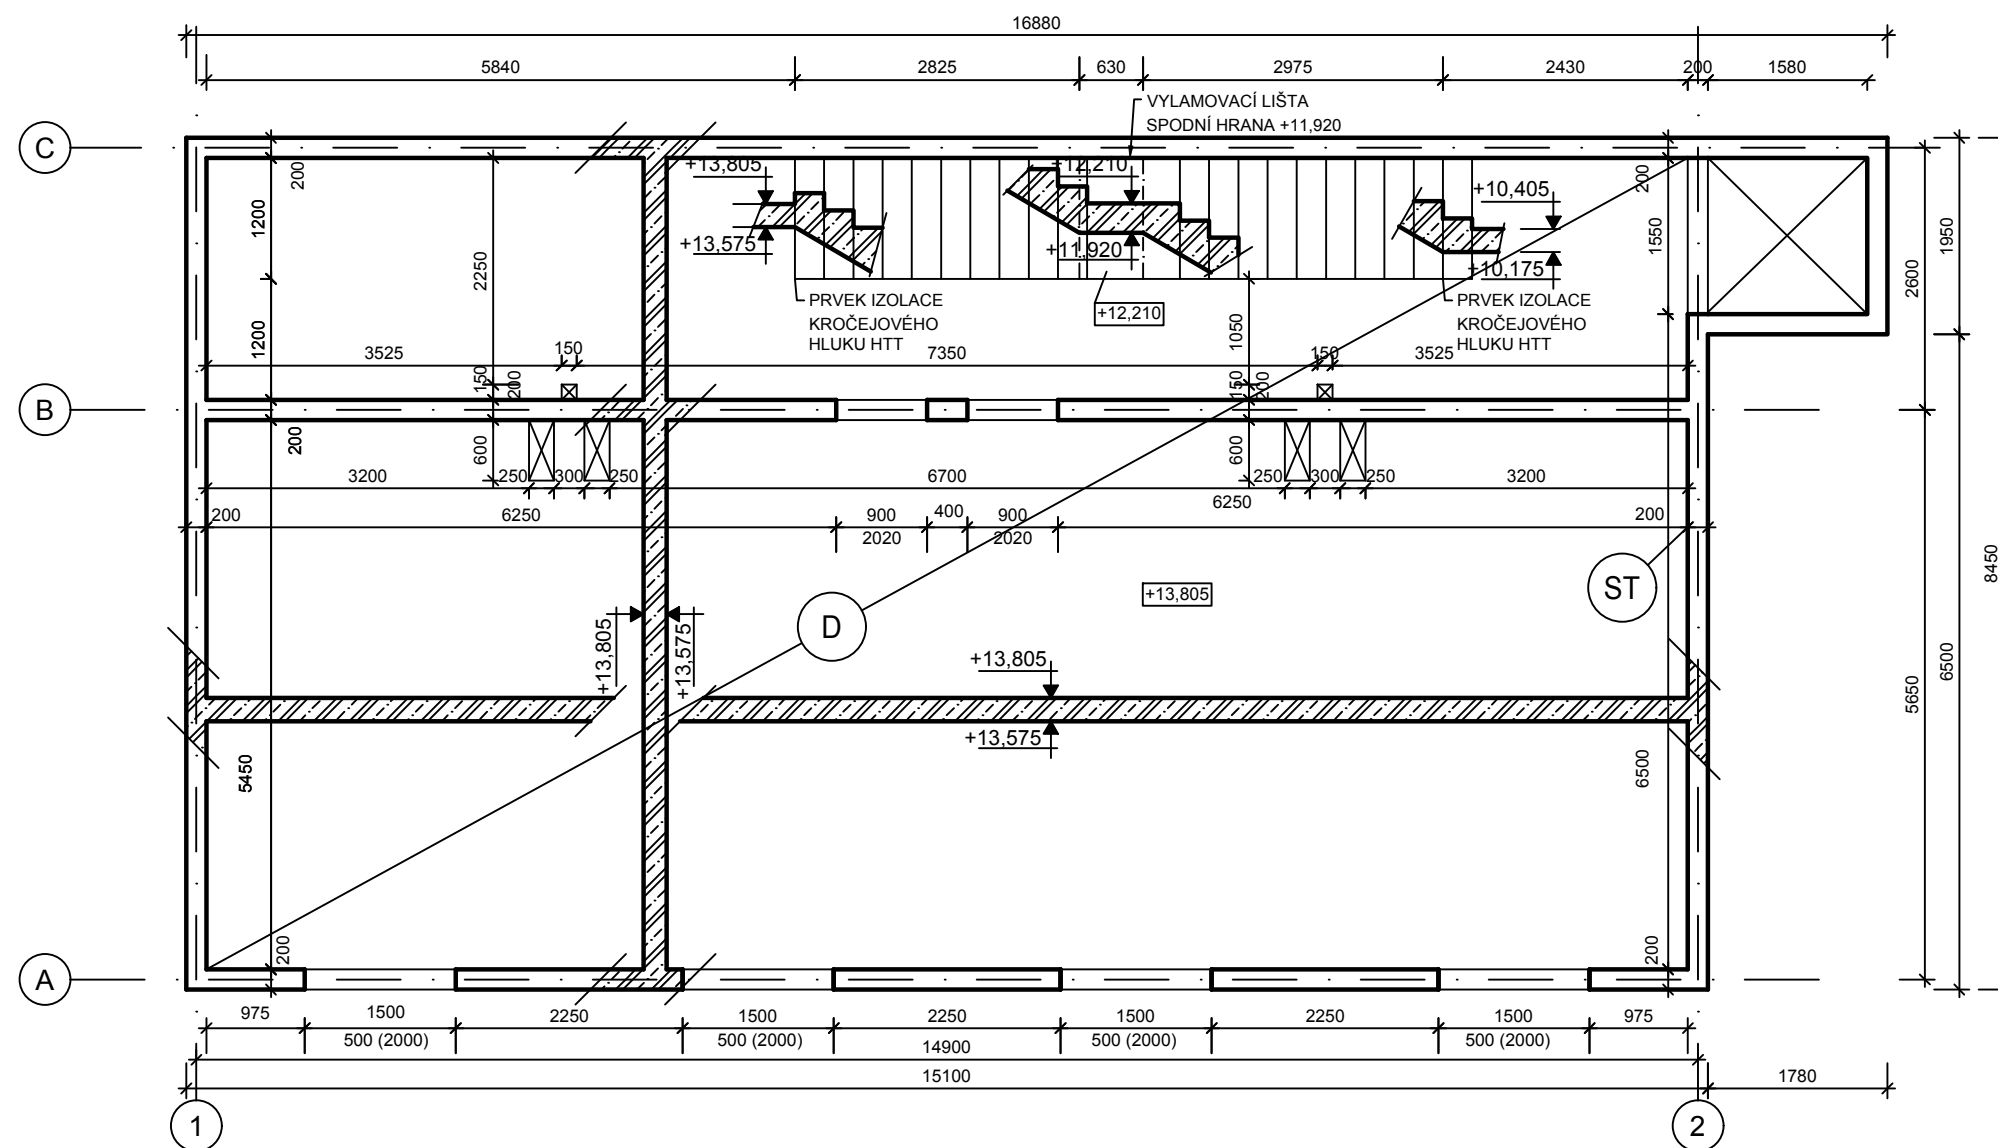 16880
5840 2825 630 2975 2430 200 1580
VYLAMOVACÍ LIŠTA
SPODNÍ HRANA +11,920
C
200
1200
+13,805
+12,210
+10,405
200
1550
1950
2250
+13,575
+11,920
+10,175
2600
PRVEK IZOLACE
KROČEJOVÉHO
HLUKU HTT
+12,210
PRVEK IZOLACE
KROČEJOVÉHO
HLUKU HTT
1200
1050
3525 150 7350 150 3525
150
200
150
200
B
200
600
600
3200 250 300 250 6700 250 300 250 3200
6250
200 6250 900 400 900 200
2020 2020
8450
ST
+13,805
D
+13,805
+13,575
+13,805
+13,575
5650
6500
5450
6500
200
200
A
975 1500 2250 1500 2250 1500 2250 1500 975
500 (2000) 500 (2000) 500 (2000) 500 (2000)
14900
15100 1780
1 2